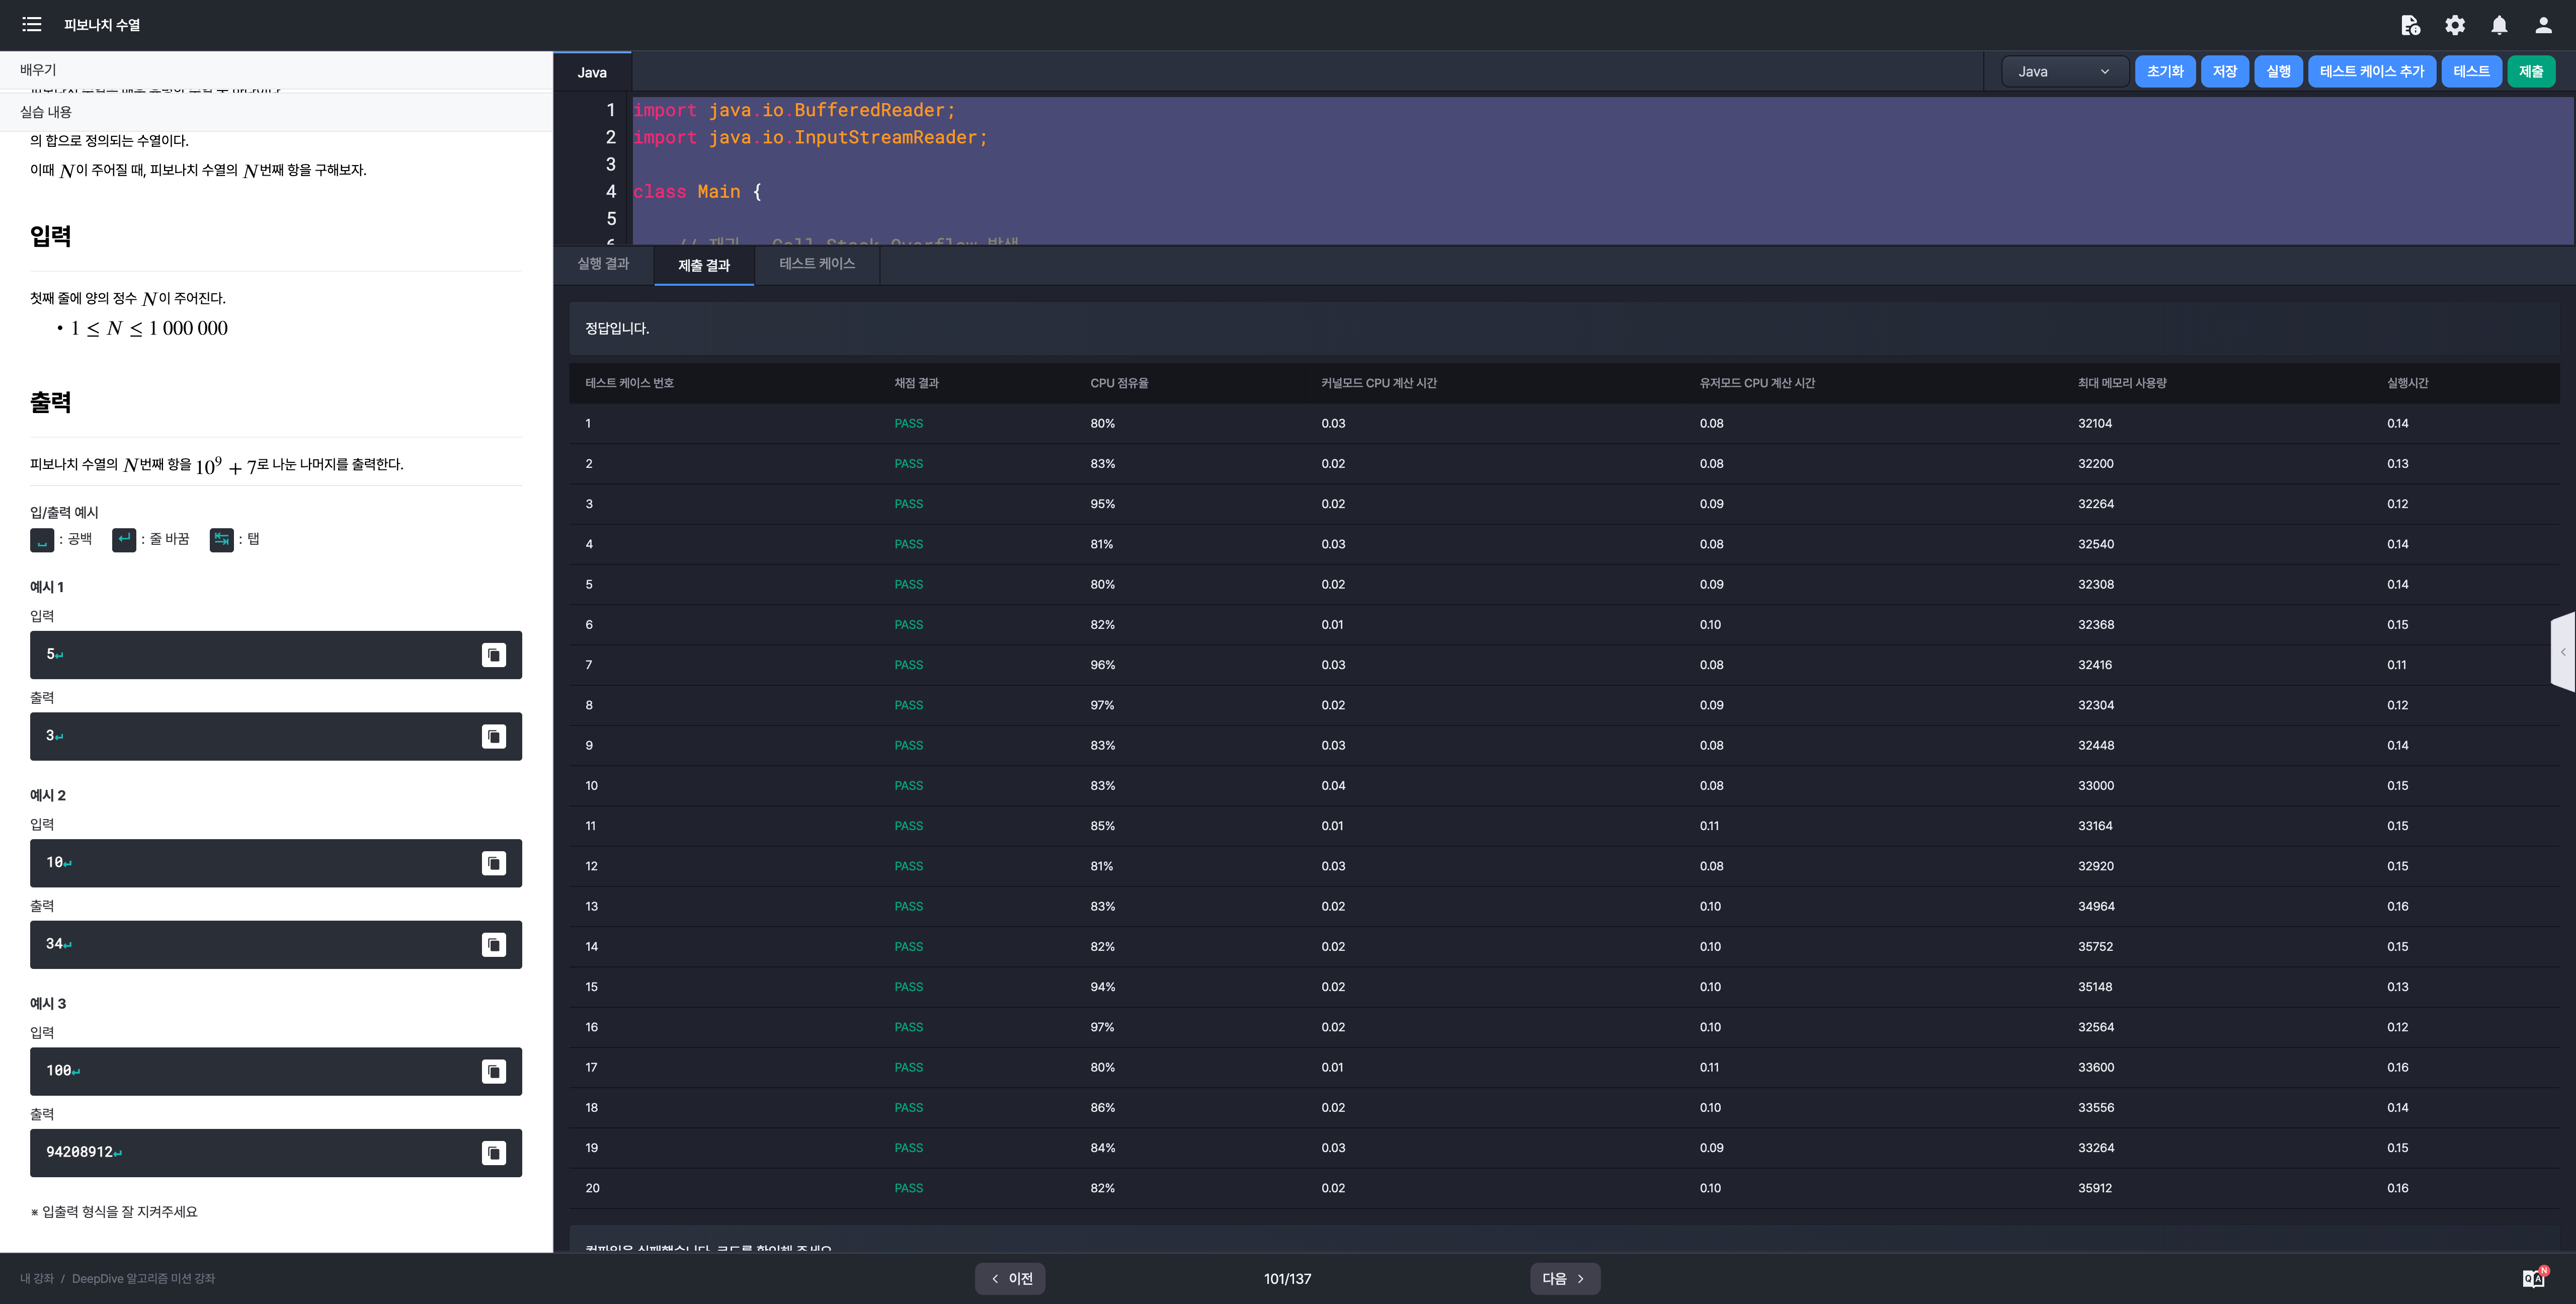 피보나치 수열
배우기
실습 내용
의 합으로 정의되는 수열이다.
이때 N이 주어질 때, 피보나치 수열의 N번째 항을 구해보자.
입력
첫째 줄에 양의 정수 N이 주어진다.
• 1 ≤ N ≤ 1 000 000
출력
피보나치 수열의 N번째 항을 10⁹ + 7로 나눈 나머지를 출력한다.
입/출력 예시
: 공백 : 줄 바꿈 : 탭
예시 1
입력
5↵
출력
3↵
예시 2
입력
10↵
출력
34↵
예시 3
입력
100↵
출력
94208912↵
※ 입출력 형식을 잘 지켜주세요
Java
Java 초기화 저장 실행 테스트 케이스 추가 테스트 제출
1 import java.io.BufferedReader;
2 import java.io.InputStreamReader;
3
4 class Main {
5
실행 결과 제출 결과 테스트 케이스
정답입니다.
테스트 케이스 번호 채점 결과 CPU 점유율 커널모드 CPU 계산 시간 유저모드 CPU 계산 시간 최대 메모리 사용량 실행시간
1 PASS 80% 0.03 0.08 32104 0.14
2 PASS 83% 0.02 0.08 32200 0.13
3 PASS 95% 0.02 0.09 32264 0.12
4 PASS 81% 0.03 0.08 32540 0.14
5 PASS 80% 0.02 0.09 32308 0.14
6 PASS 82% 0.01 0.10 32368 0.15
7 PASS 96% 0.03 0.08 32416 0.11
8 PASS 97% 0.02 0.09 32304 0.12
9 PASS 83% 0.03 0.08 32448 0.14
10 PASS 83% 0.04 0.08 33000 0.15
11 PASS 85% 0.01 0.11 33164 0.15
12 PASS 81% 0.03 0.08 32920 0.15
13 PASS 83% 0.02 0.10 34964 0.16
14 PASS 82% 0.02 0.10 35752 0.15
15 PASS 94% 0.02 0.10 35148 0.13
16 PASS 97% 0.02 0.10 32564 0.12
17 PASS 80% 0.01 0.11 33600 0.16
18 PASS 86% 0.02 0.10 33556 0.14
19 PASS 84% 0.03 0.09 33264 0.15
20 PASS 82% 0.02 0.10 35912 0.16
내 강좌 / DeepDive 알고리즘 미션 강좌
이전 101/137 다음
Q A N